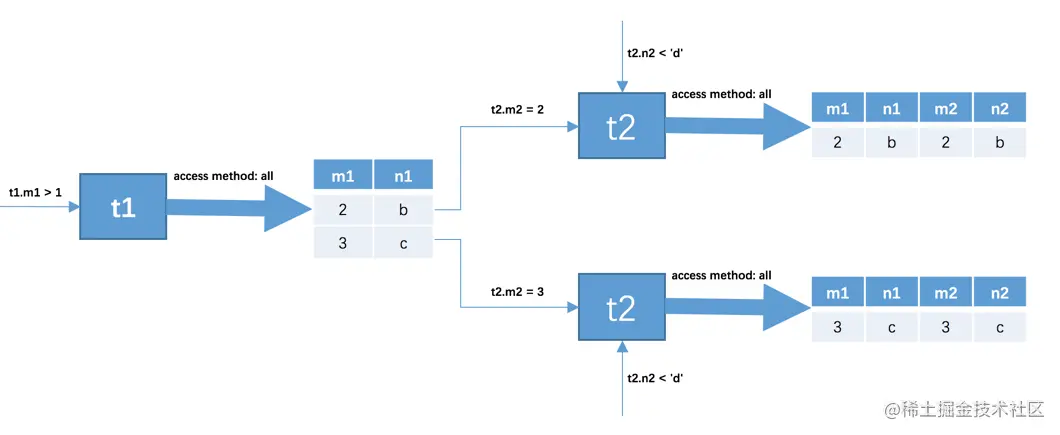 t1.m1 > 1
t1
access method: all
m1 n1
2 b
3 c
t2.m2 = 2
t2.n2 < 'd'
t2
access method: all
m1 n1 m2 n2
2 b 2 b
t2.m2 = 3
t2
access method: all
m1 n1 m2 n2
3 c 3 c
t2.n2 < 'd'
@稀土掘金技术社区